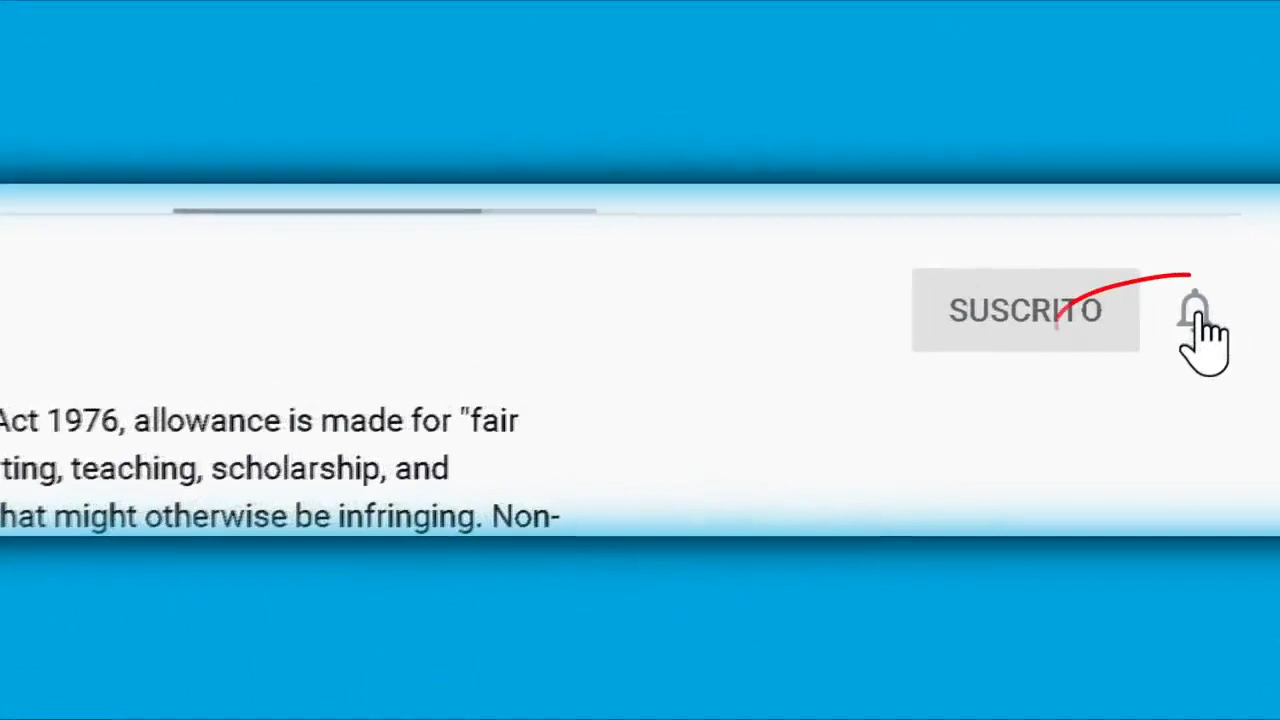 SUSCRITO
Act 1976, allowance is made for "fair
ting, teaching, scholarship, and
hat might otherwise be infringing. Non-